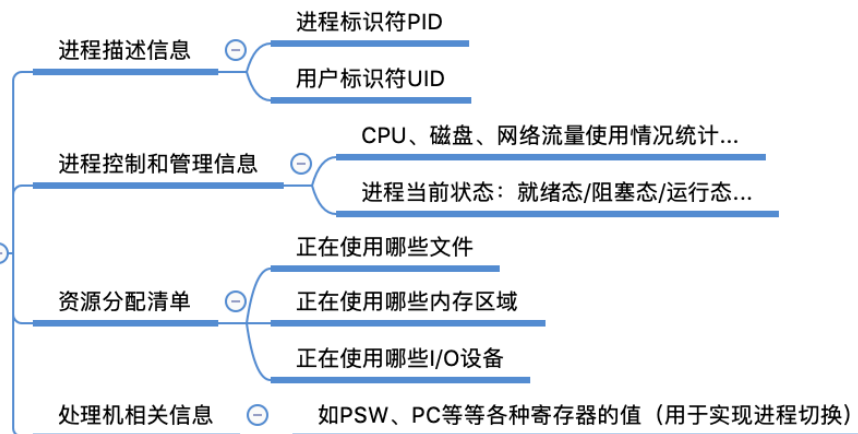 进程描述信息
进程标识符PID
用户标识符UID
进程控制和管理信息
CPU、磁盘、网络流量使用情况统计...
进程当前状态：就绪态/阻塞态/运行态...
资源分配清单
正在使用哪些文件
正在使用哪些内存区域
正在使用哪些I/O设备
处理机相关信息
如PSW、PC等等各种寄存器的值（用于实现进程切换）